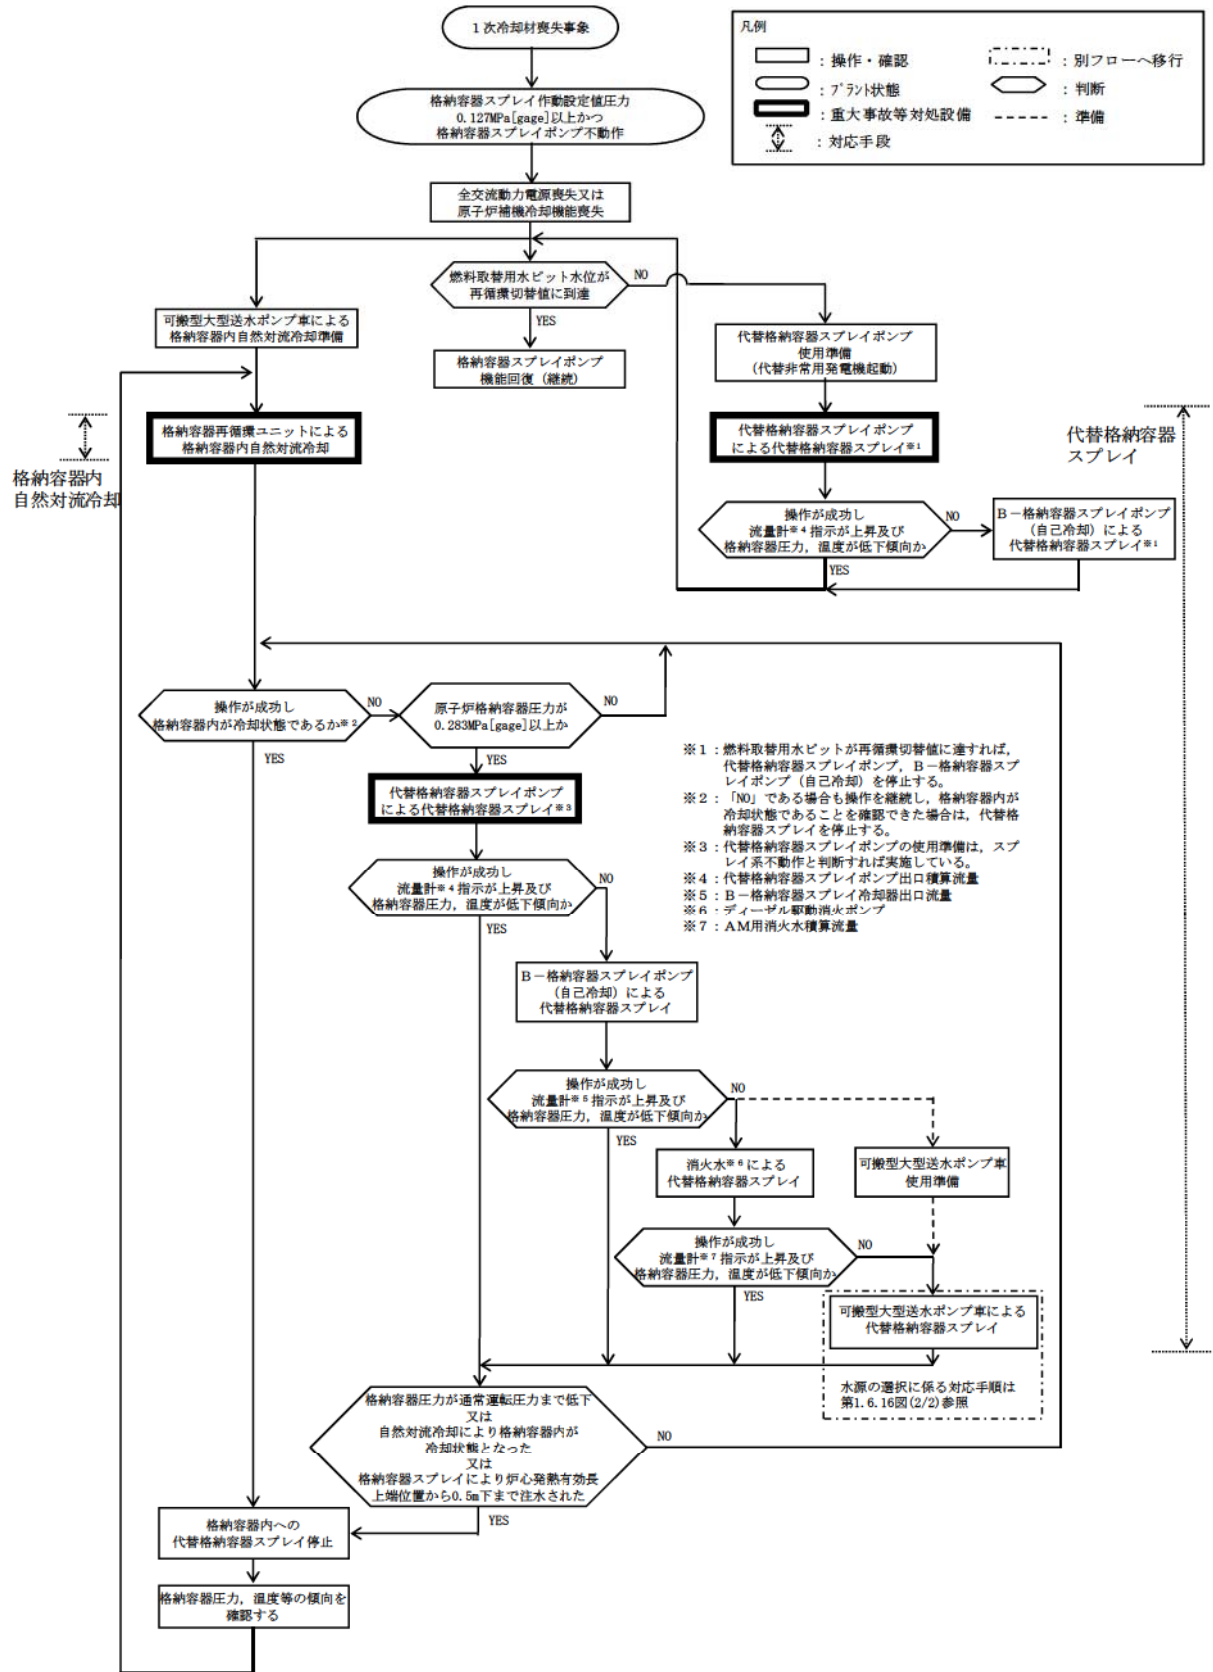 1次冷却材喪失事象
格納容器スプレイ作動設定値圧力
0.127MPa[gage]以上かつ
格納容器スプレイポンプ不動作
凡例
：操作・確認
：プラント状態
：重大事故等対処設備
：対応手段
：別フローへ移行
：判断
：準備
全交流動力電源喪失又は
原子炉補機冷却機能喪失
燃料取替用水ピット水位が
再循環切替値に到達
NO
YES
可搬型大型送水ポンプ車による
格納容器内自然対流冷却準備
格納容器スプレイポンプ
機能回復（継続）
代替格納容器スプレイポンプ
使用準備
（代替非常用発電機起動）
格納容器再循環ユニットによる
格納容器内自然対流冷却
格納容器内
自然対流冷却
代替格納容器スプレイポンプ
による代替格納容器スプレイ※1
代替格納容器
スプレイ
操作が成功し
流量計※4指示が上昇及び
格納容器圧力，温度が低下傾向か
NO
YES
B－格納容器スプレイポンプ
（自己冷却）による
代替格納容器スプレイ※1
操作が成功し
格納容器内が冷却状態であるか※2
NO
YES
原子炉格納容器圧力が
0.283MPa[gage]以上か
NO
YES
※1：燃料取替用水ピットが再循環切替値に達すれば，
代替格納容器スプレイポンプ，B－格納容器スプ
レイポンプ（自己冷却）を停止する。
※2：「NO」である場合も操作を継続し，格納容器内が
冷却状態であることを確認できた場合は，代替格
納容器スプレイを停止する。
※3：代替格納容器スプレイポンプの使用準備は，スプ
レイ系不動作と判断すれば実施している。
※4：代替格納容器スプレイポンプ出口積算流量
※5：B－格納容器スプレイ冷却器出口流量
※6：ディーゼル駆動消火ポンプ
※7：AM用消火水積算流量
代替格納容器スプレイポンプ
による代替格納容器スプレイ※3
操作が成功し
流量計※4指示が上昇及び
格納容器圧力，温度が低下傾向か
NO
YES
B－格納容器スプレイポンプ
（自己冷却）による
代替格納容器スプレイ
操作が成功し
流量計※5指示が上昇及び
格納容器圧力，温度が低下傾向か
NO
YES
消火水※6による
代替格納容器スプレイ
可搬型大型送水ポンプ車
使用準備
操作が成功し
流量計※7指示が上昇及び
格納容器圧力，温度が低下傾向か
NO
YES
可搬型大型送水ポンプ車による
代替格納容器スプレイ
水源の選択に係る対応手順は
第1.6.16図(2/2)参照
格納容器圧力が通常運転圧力まで低下
又は
自然対流冷却により格納容器内が
冷却状態となった
又は
格納容器スプレイにより炉心発熱有効長
上端位置から0.5m下まで注水された
NO
YES
格納容器内への
代替格納容器スプレイ停止
格納容器圧力，温度等の傾向を
確認する